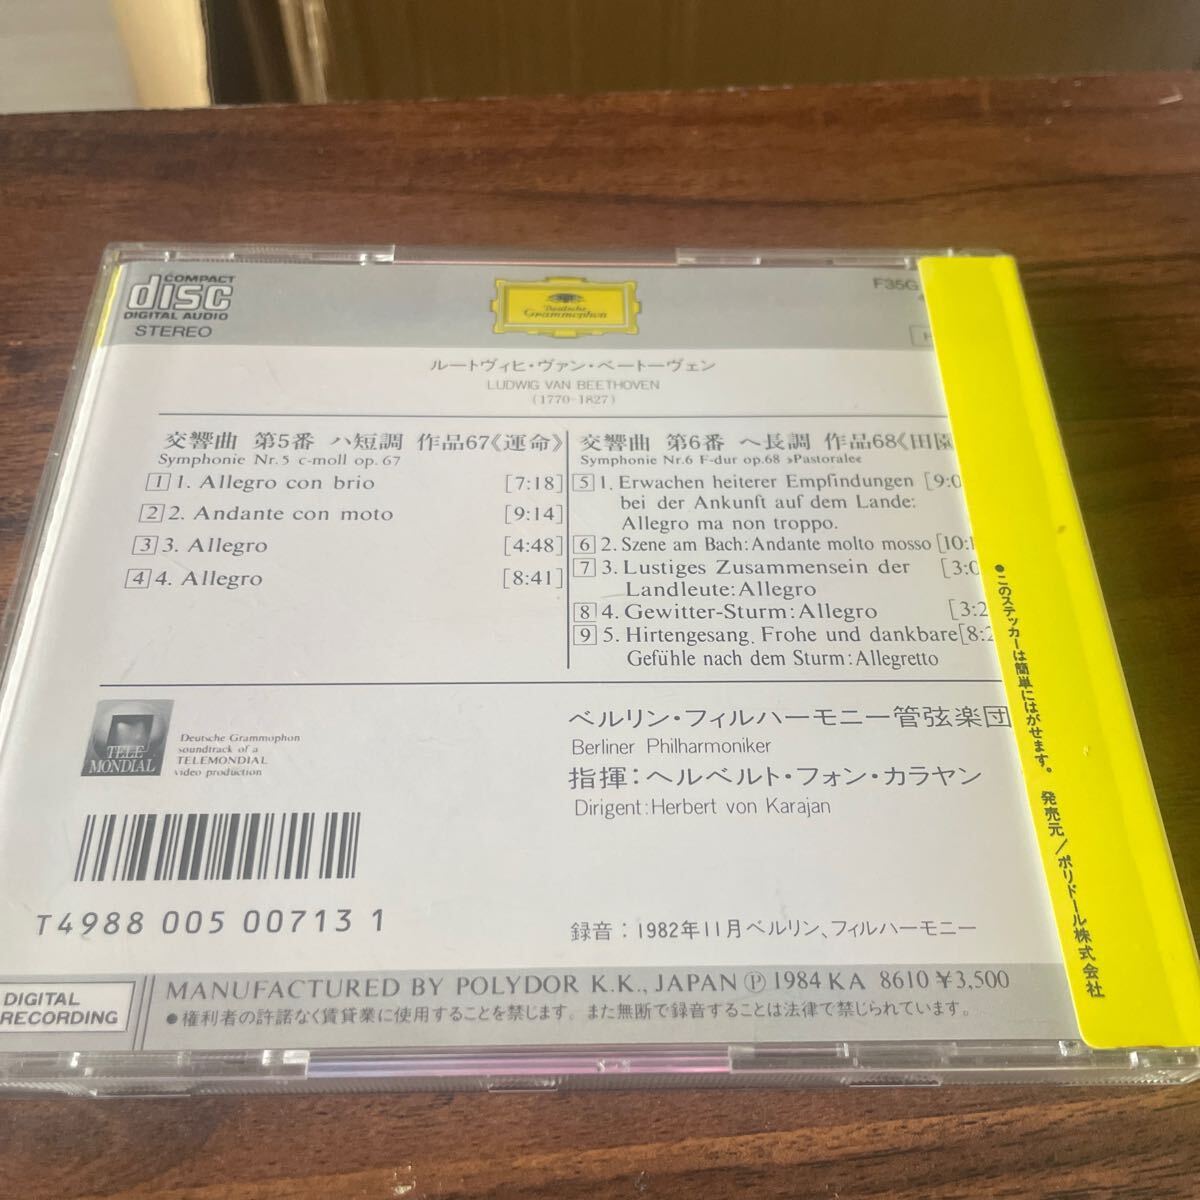 COMPACT
disc
DIGITAL AUDIO
STEREO
Deutsche
Grammophon
F35G
ルートヴィヒ・ヴァン・ベートーヴェン
LUDWIG VAN BEETHOVEN
(1770-1827)
交響曲 第5番 ハ短調 作品67《運命》
Symphonie Nr.5 c-moll op.67
1 1. Allegro con brio [7:18]
2 2. Andante con moto [9:14]
3 3. Allegro [4:48]
4 4. Allegro [8:41]
交響曲 第6番 ヘ長調 作品68《田園
Symphonie Nr.6 F-dur op.68 »Pastorale«
5 1. Erwachen heiterer Empfindungen [9:0
bei der Ankunft auf dem Lande:
Allegro ma non troppo.
6 2. Szene am Bach: Andante molto mosso [10:1
7 3. Lustiges Zusammensein der [3:0
Landleute: Allegro
8 4. Gewitter-Sturm: Allegro [3:2
9 5. Hirtengesang. Frohe und dankbare [8:2
Gefühle nach dem Sturm: Allegretto
TELE
MONDIAL
Deutsche Grammophon
soundtrack of a
TELEMONDIAL
video production
ベルリン・フィルハーモニー管弦楽団
Berliner Philharmoniker
指揮：ヘルベルト・フォン・カラヤン
Dirigent: Herbert von Karajan
T4988 005 00713 1
録音：1982年11月ベルリン、フィルハーモニー
DIGITAL
RECORDING
MANUFACTURED BY POLYDOR K.K., JAPAN Ⓟ 1984 KA 8610 ¥3,500
●権利者の許諾なく賃貸業に使用することを禁じます。また無断で録音することは法律で禁じられています。
●このステッカーは簡単にはがせます。 発売元／ポリドール株式会社